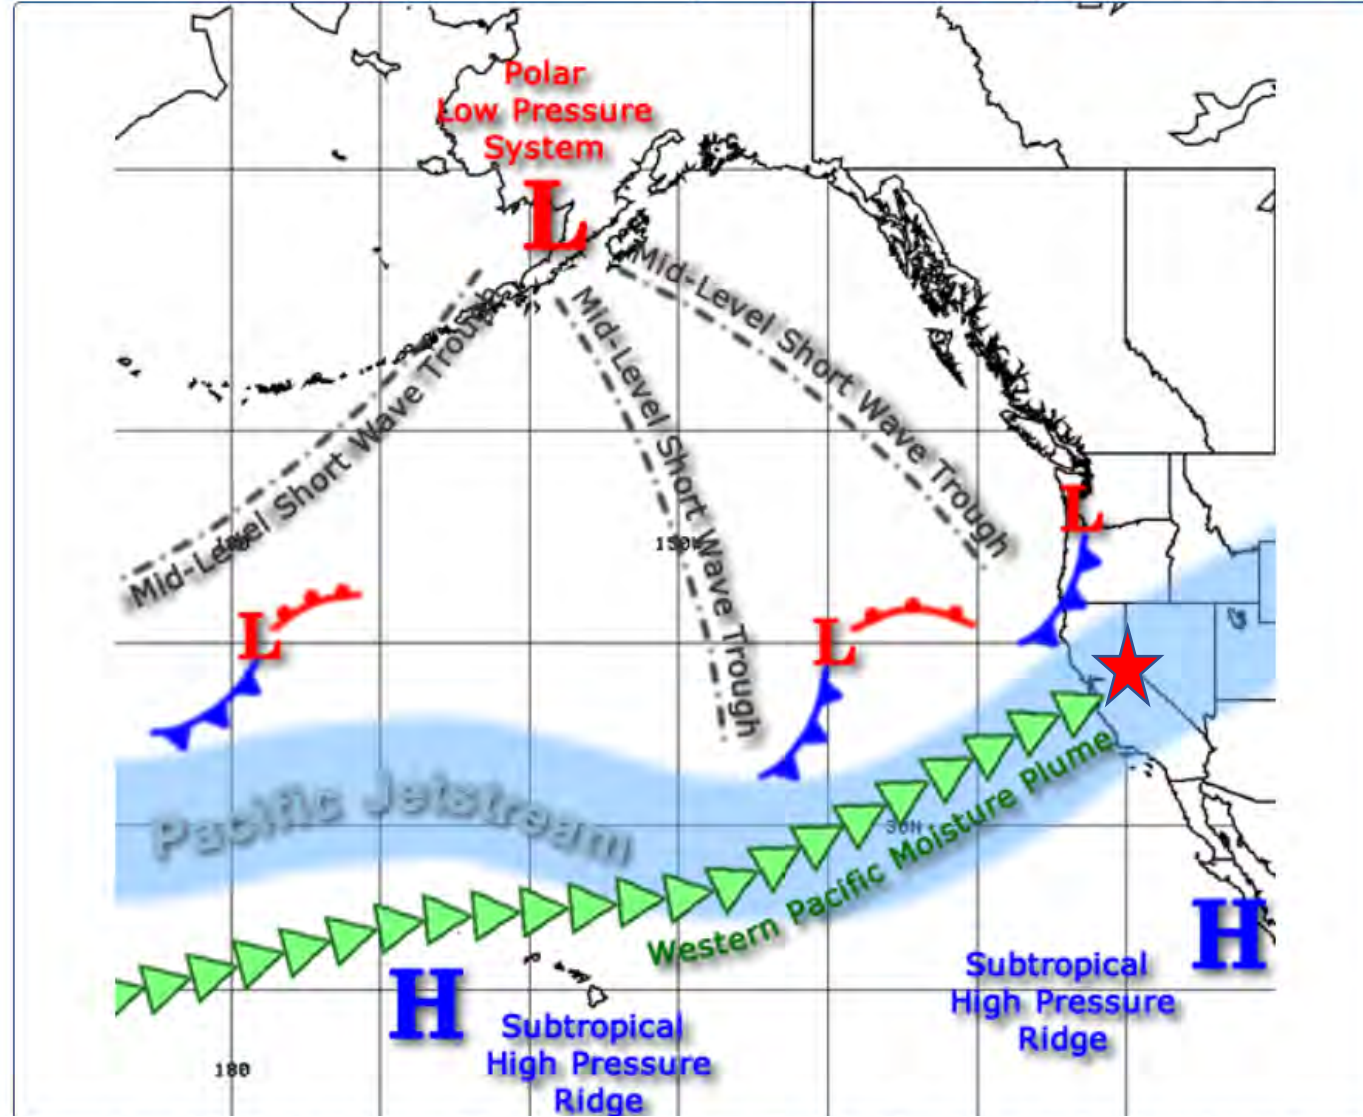 Polar
Low Pressure
System
L
Mid-Level Short Wave Trough
Mid-Level Short Wave Trough
Mid-Level Short Wave Trough
L
150W
L
L
Pacific Jetstream
30N
Western Pacific Moisture Plume
H
H
Subtropical
High Pressure
Ridge
Subtropical
High Pressure
Ridge
180